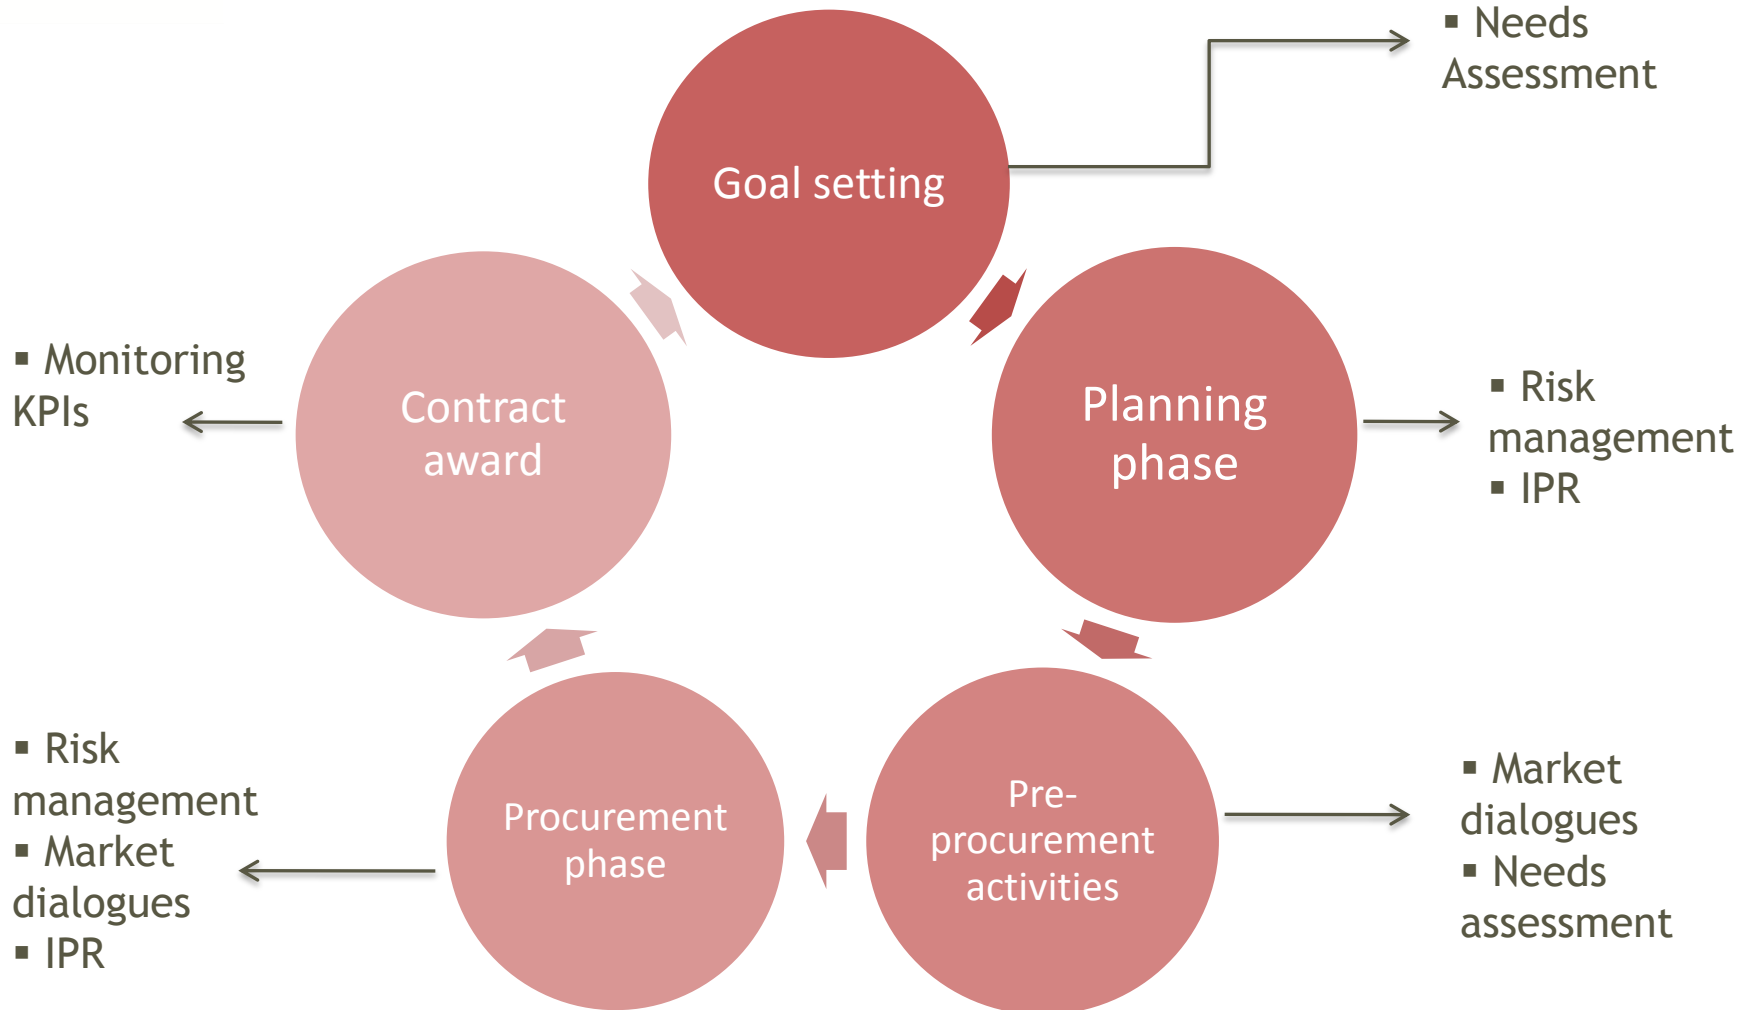 ▪ Needs
Assessment
Goal setting
Planning
phase
▪ Risk
management
▪ IPR
Pre-
procurement
activities
▪ Market
dialogues
▪ Needs
assessment
Procurement
phase
▪ Risk
management
▪ Market
dialogues
▪ IPR
Contract
award
▪ Monitoring
KPIs